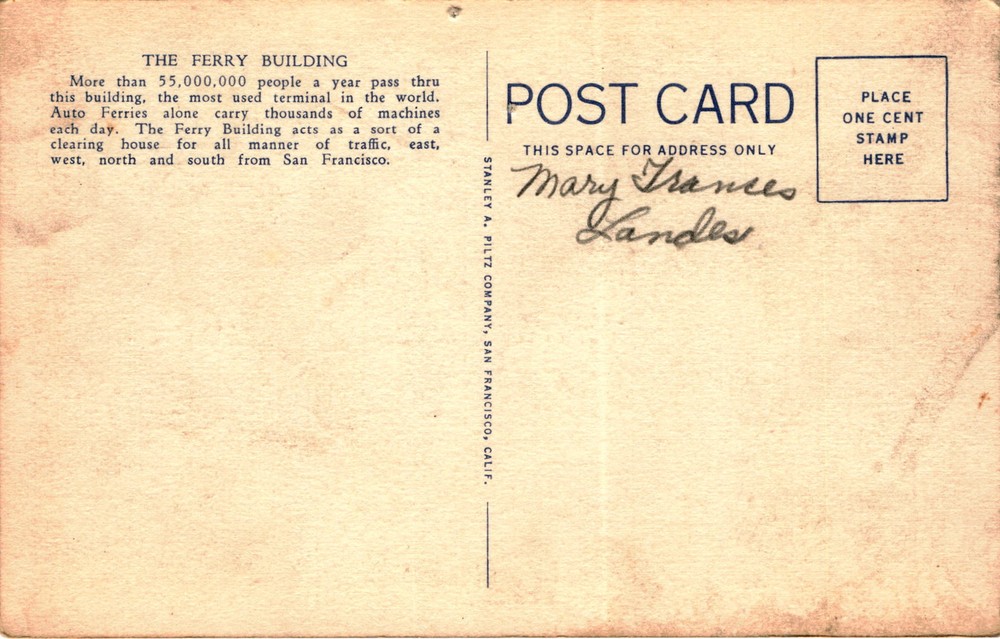 THE FERRY BUILDING
More than 55,000,000 people a year pass thru
this building, the most used terminal in the world.
Auto Ferries alone carry thousands of machines
each day. The Ferry Building acts as a sort of a
clearing house for all manner of traffic, east,
west, north and south from San Francisco.
STANLEY A. PILTZ COMPANY, SAN FRANCISCO, CALIF.
POST CARD
THIS SPACE FOR ADDRESS ONLY
Mary Frances
Landes
PLACE
ONE CENT
STAMP
HERE